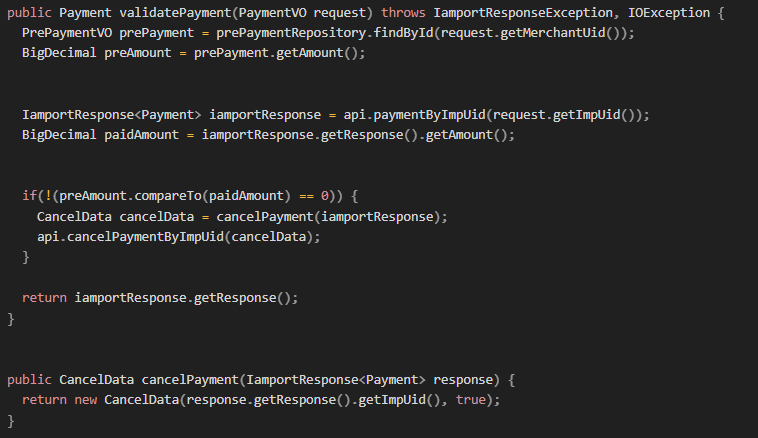 public Payment validatePayment(PaymentVO request) throws IamportResponseException, IOException {
  PrePaymentVO prePayment = prePaymentRepository.findById(request.getMerchantUid());
  BigDecimal preAmount = prePayment.getAmount();
  IamportResponse<Payment> iamportResponse = api.paymentByImpUid(request.getImpUid());
  BigDecimal paidAmount = iamportResponse.getResponse().getAmount();
  if(!(preAmount.compareTo(paidAmount) == 0)) {
    CancelData cancelData = cancelPayment(iamportResponse);
    api.cancelPaymentByImpUid(cancelData);
  }
  return iamportResponse.getResponse();
}
public CancelData cancelPayment(IamportResponse<Payment> response) {
  return new CancelData(response.getResponse().getImpUid(), true);
}